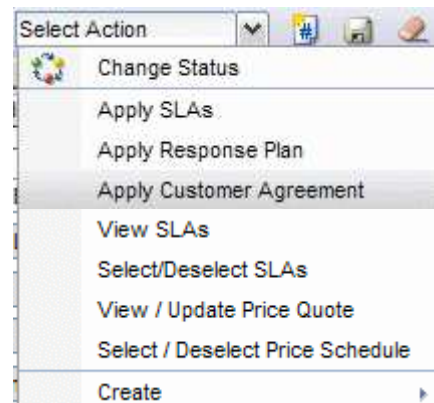 Select Action
Change Status
Apply SLAs
Apply Response Plan
Apply Customer Agreement
View SLAs
Select/Deselect SLAs
View / Update Price Quote
Select / Deselect Price Schedule
Create